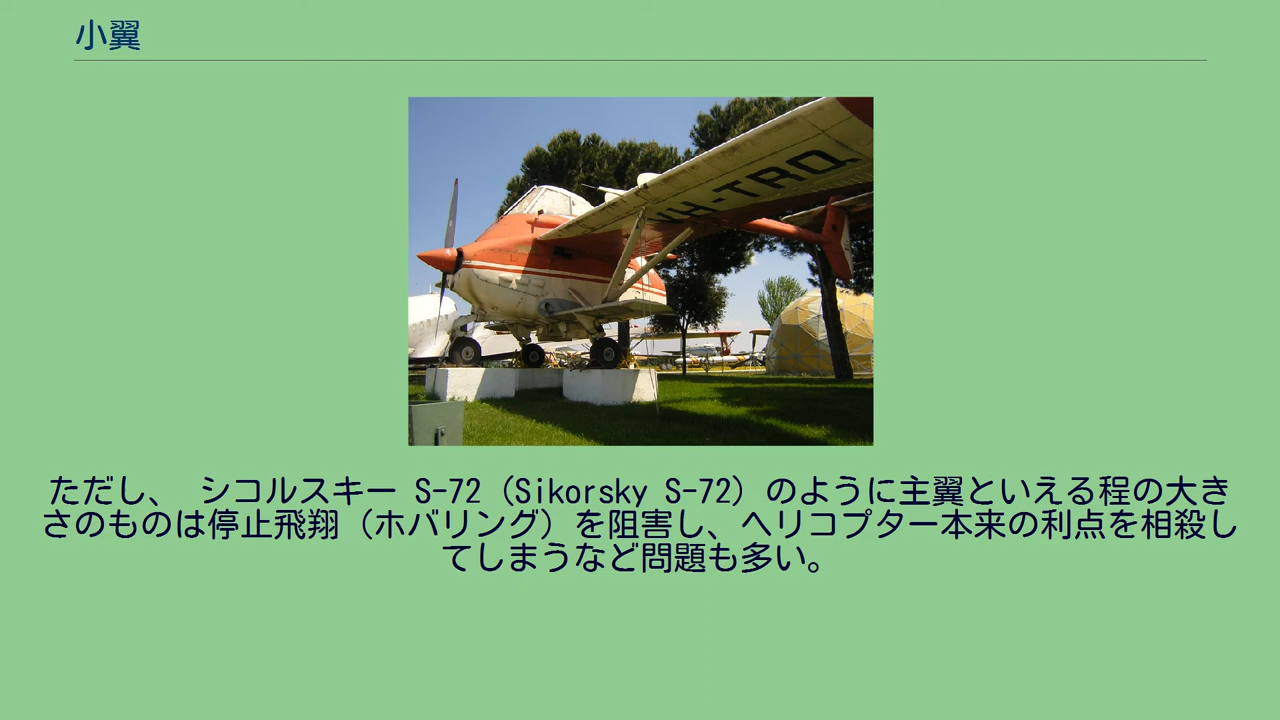 小翼
VH-TRQ
ただし、 シコルスキー S-72（Sikorsky S-72）のように主翼といえる程の大き
さのものは停止飛翔（ホバリング）を阻害し、ヘリコプター本来の利点を相殺し
てしまうなど問題も多い。